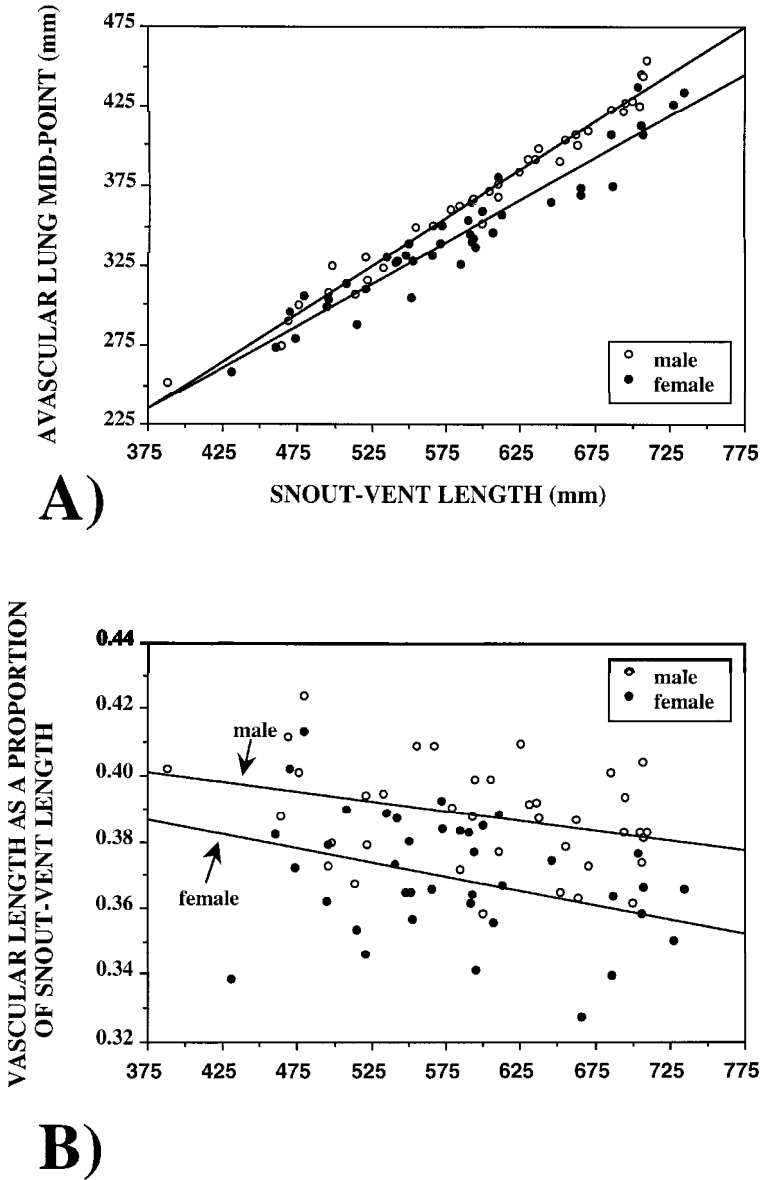 AVASCULAR LUNG MID-POINT (mm)
475
425
375
325
275
225
male
female
375 425 475 525 575 625 675 725 775
SNOUT-VENT LENGTH (mm)
A)
VASCULAR LENGTH AS A PROPORTION
OF SNOUT-VENT LENGTH
0.44
0.42
0.40
0.38
0.36
0.34
0.32
male
female
male
female
375 425 475 525 575 625 675 725 775
B)